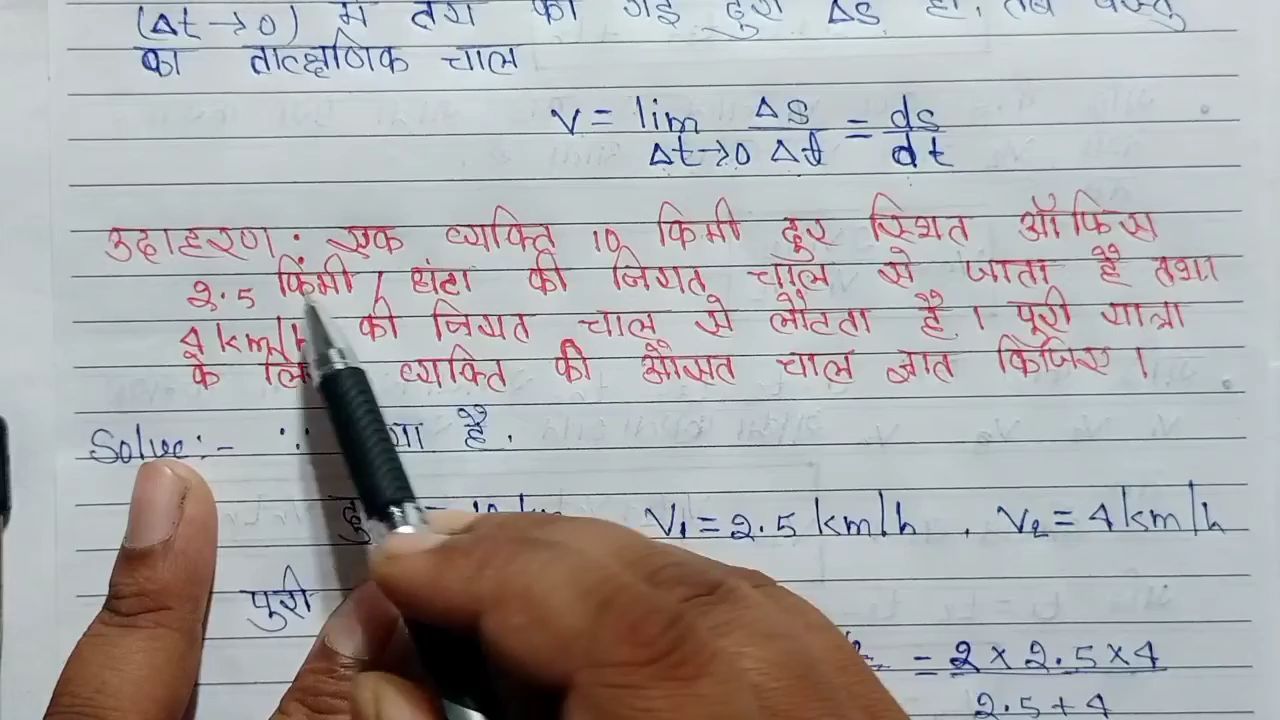 (Δt→0) में तय की गई दूरी Δs हो, तब वस्तु
का तात्क्षणिक चाल
v = lim Δt→0 Δs/Δt = ds/dt
उदाहरण: एक व्यक्ति 10 किमी दूर स्थित ऑफिस
2.5 किमी / घंटा की नियत चाल से जाता है तथा
4 km/h की नियत चाल से लौटता है। पूरी यात्रा
के व्यक्ति की औसत चाल ज्ञात किजिए।
Solve:- ∵ है.
V₁ = 2.5 km/h , V₂ = 4 km/h
पूरी
= 2 × 2.5 × 4
2.5 + 4